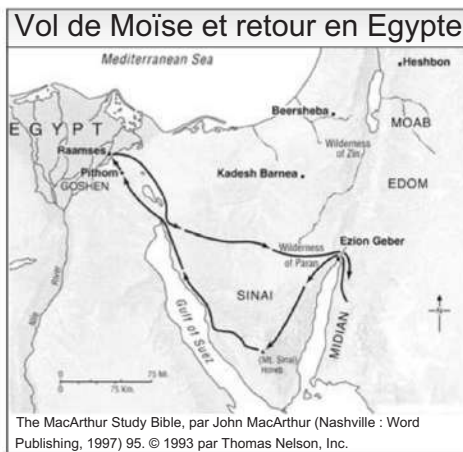 Vol de Moïse et retour en Egypte
Mediterranean Sea
Heshbon
Beersheba
MOAB
EGYPT
Raamses
Wilderness
of Zin
Pithom
GOSHEN
Kadesh Barnea
EDOM
Ezion Geber
Wilderness
of Paran
SINAI
Nile River
Gulf of Suez
MIDIAN
(Mt. Sinai)
HOREB
N
0 75 Mi.
0 75 Km.
The MacArthur Study Bible, par John MacArthur (Nashville : Word
Publishing, 1997) 95. © 1993 par Thomas Nelson, Inc.